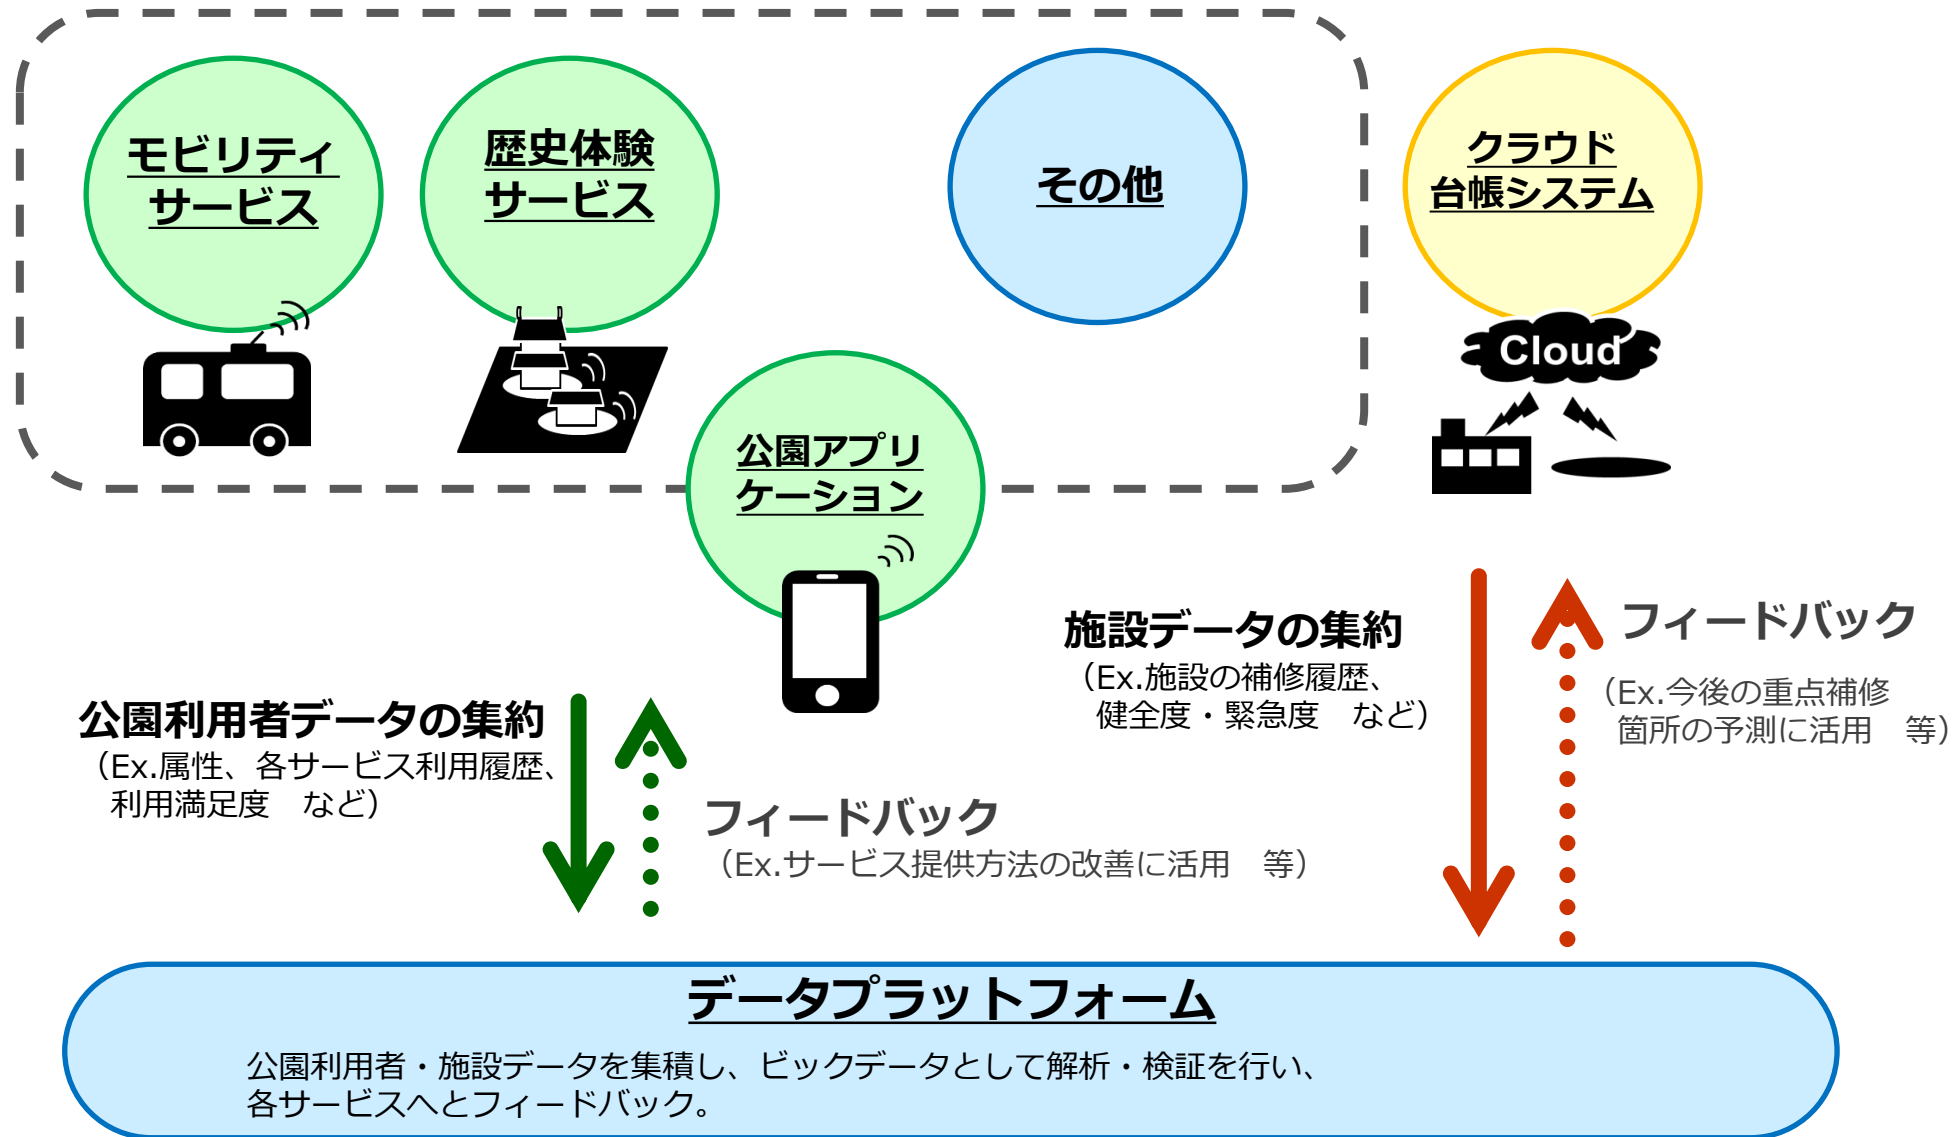 モビリティ
サービス
歴史体験
サービス
その他
クラウド
台帳システム
Cloud
公園アプリ
ケーション
施設データの集約
（Ex.施設の補修履歴、
健全度・緊急度　など）
フィードバック
（Ex.今後の重点補修
箇所の予測に活用　等）
公園利用者データの集約
（Ex.属性、各サービス利用履歴、
利用満足度　など）
フィードバック
（Ex.サービス提供方法の改善に活用　等）
データプラットフォーム
公園利用者・施設データを集積し、ビックデータとして解析・検証を行い、
各サービスへとフィードバック。